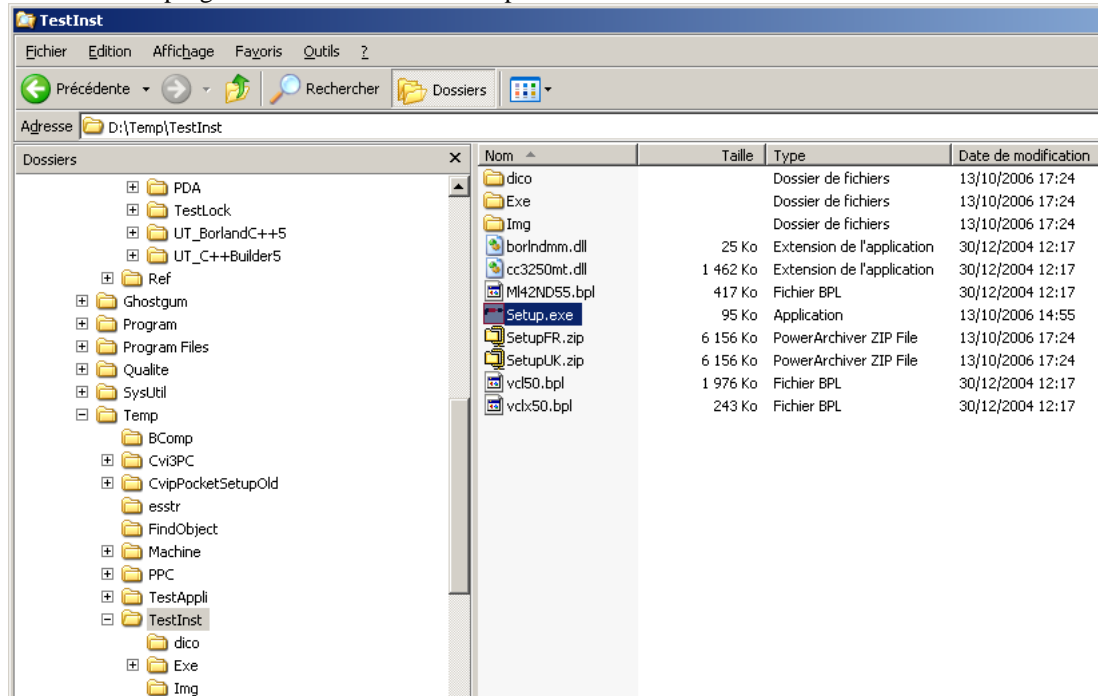 TestInst
Fichier Edition Affichage Favoris Outils ?
Précédente Rechercher Dossiers
Adresse D:\Temp\TestInst
Dossiers
PDA
TestLock
UT_BorlandC++5
UT_C++Builder5
Ref
Ghostgum
Program
Program Files
Qualite
SysUtil
Temp
BComp
Cvi3PC
CvipPocketSetupOld
esstr
FindObject
Machine
PPC
TestAppli
TestInst
dico
Exe
Img
Nom Taille Type Date de modification
dico Dossier de fichiers 13/10/2006 17:24
Exe Dossier de fichiers 13/10/2006 17:24
Img Dossier de fichiers 13/10/2006 17:24
borlndmm.dll 25 Ko Extension de l'application 30/12/2004 12:17
cc3250mt.dll 1 462 Ko Extension de l'application 30/12/2004 12:17
MI42ND55.bpl 417 Ko Fichier BPL 30/12/2004 12:17
Setup.exe 95 Ko Application 13/10/2006 14:55
SetupFR.zip 6 156 Ko PowerArchiver ZIP File 13/10/2006 17:24
SetupUK.zip 6 156 Ko PowerArchiver ZIP File 13/10/2006 17:24
vcl50.bpl 1 976 Ko Fichier BPL 30/12/2004 12:17
vclx50.bpl 243 Ko Fichier BPL 30/12/2004 12:17